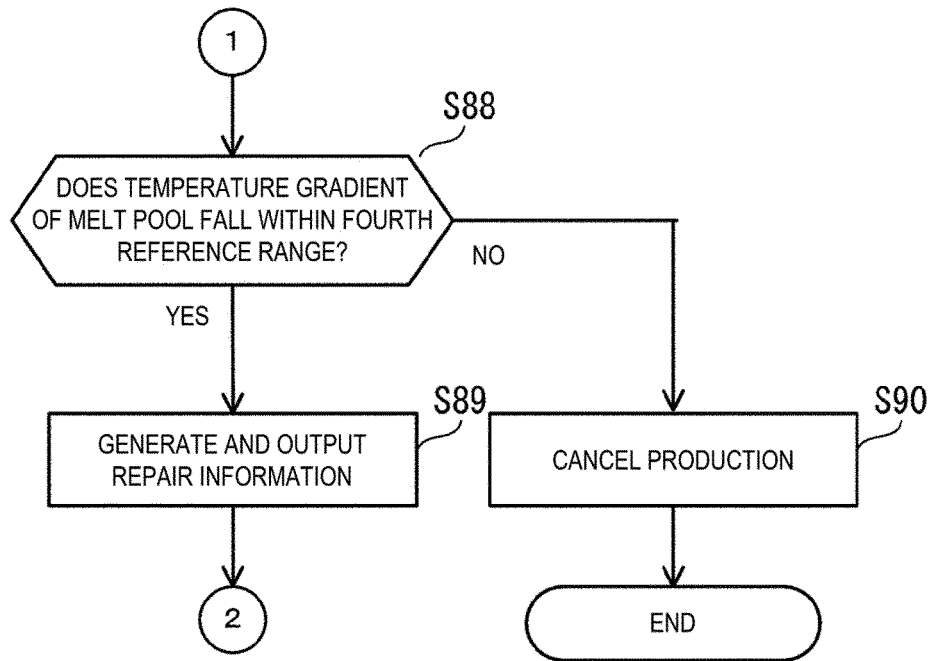 1
S88
DOES TEMPERATURE GRADIENT
OF MELT POOL FALL WITHIN FOURTH
REFERENCE RANGE?
NO
YES
S89
GENERATE AND OUTPUT
REPAIR INFORMATION
S90
CANCEL PRODUCTION
2
END